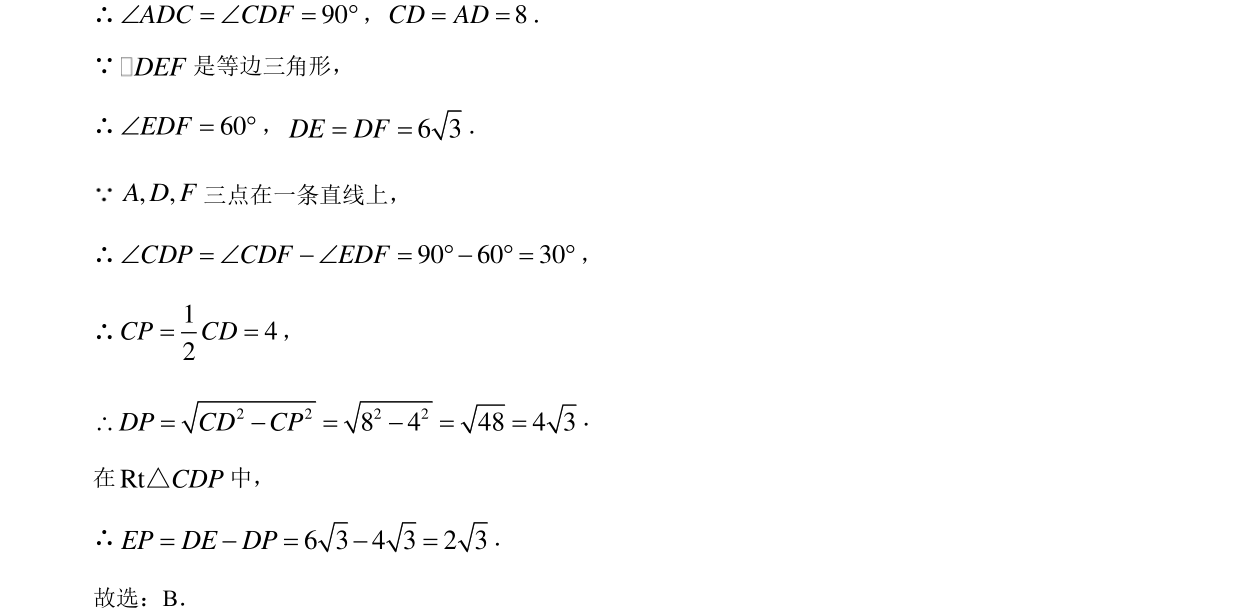 ∴ ∠ADC = ∠CDF = 90°，CD = AD = 8．
∵ □DEF 是等边三角形，
∴ ∠EDF = 60°，DE = DF = 6√3．
∵ A, D, F 三点在一条直线上，
∴ ∠CDP = ∠CDF − ∠EDF = 90° − 60° = 30°，
∴ CP = 1/2 CD = 4，
∴ DP = √(CD² − CP²) = √(8² − 4²) = √48 = 4√3．
在 Rt△CDP 中，
∴ EP = DE − DP = 6√3 − 4√3 = 2√3．
故选：B．